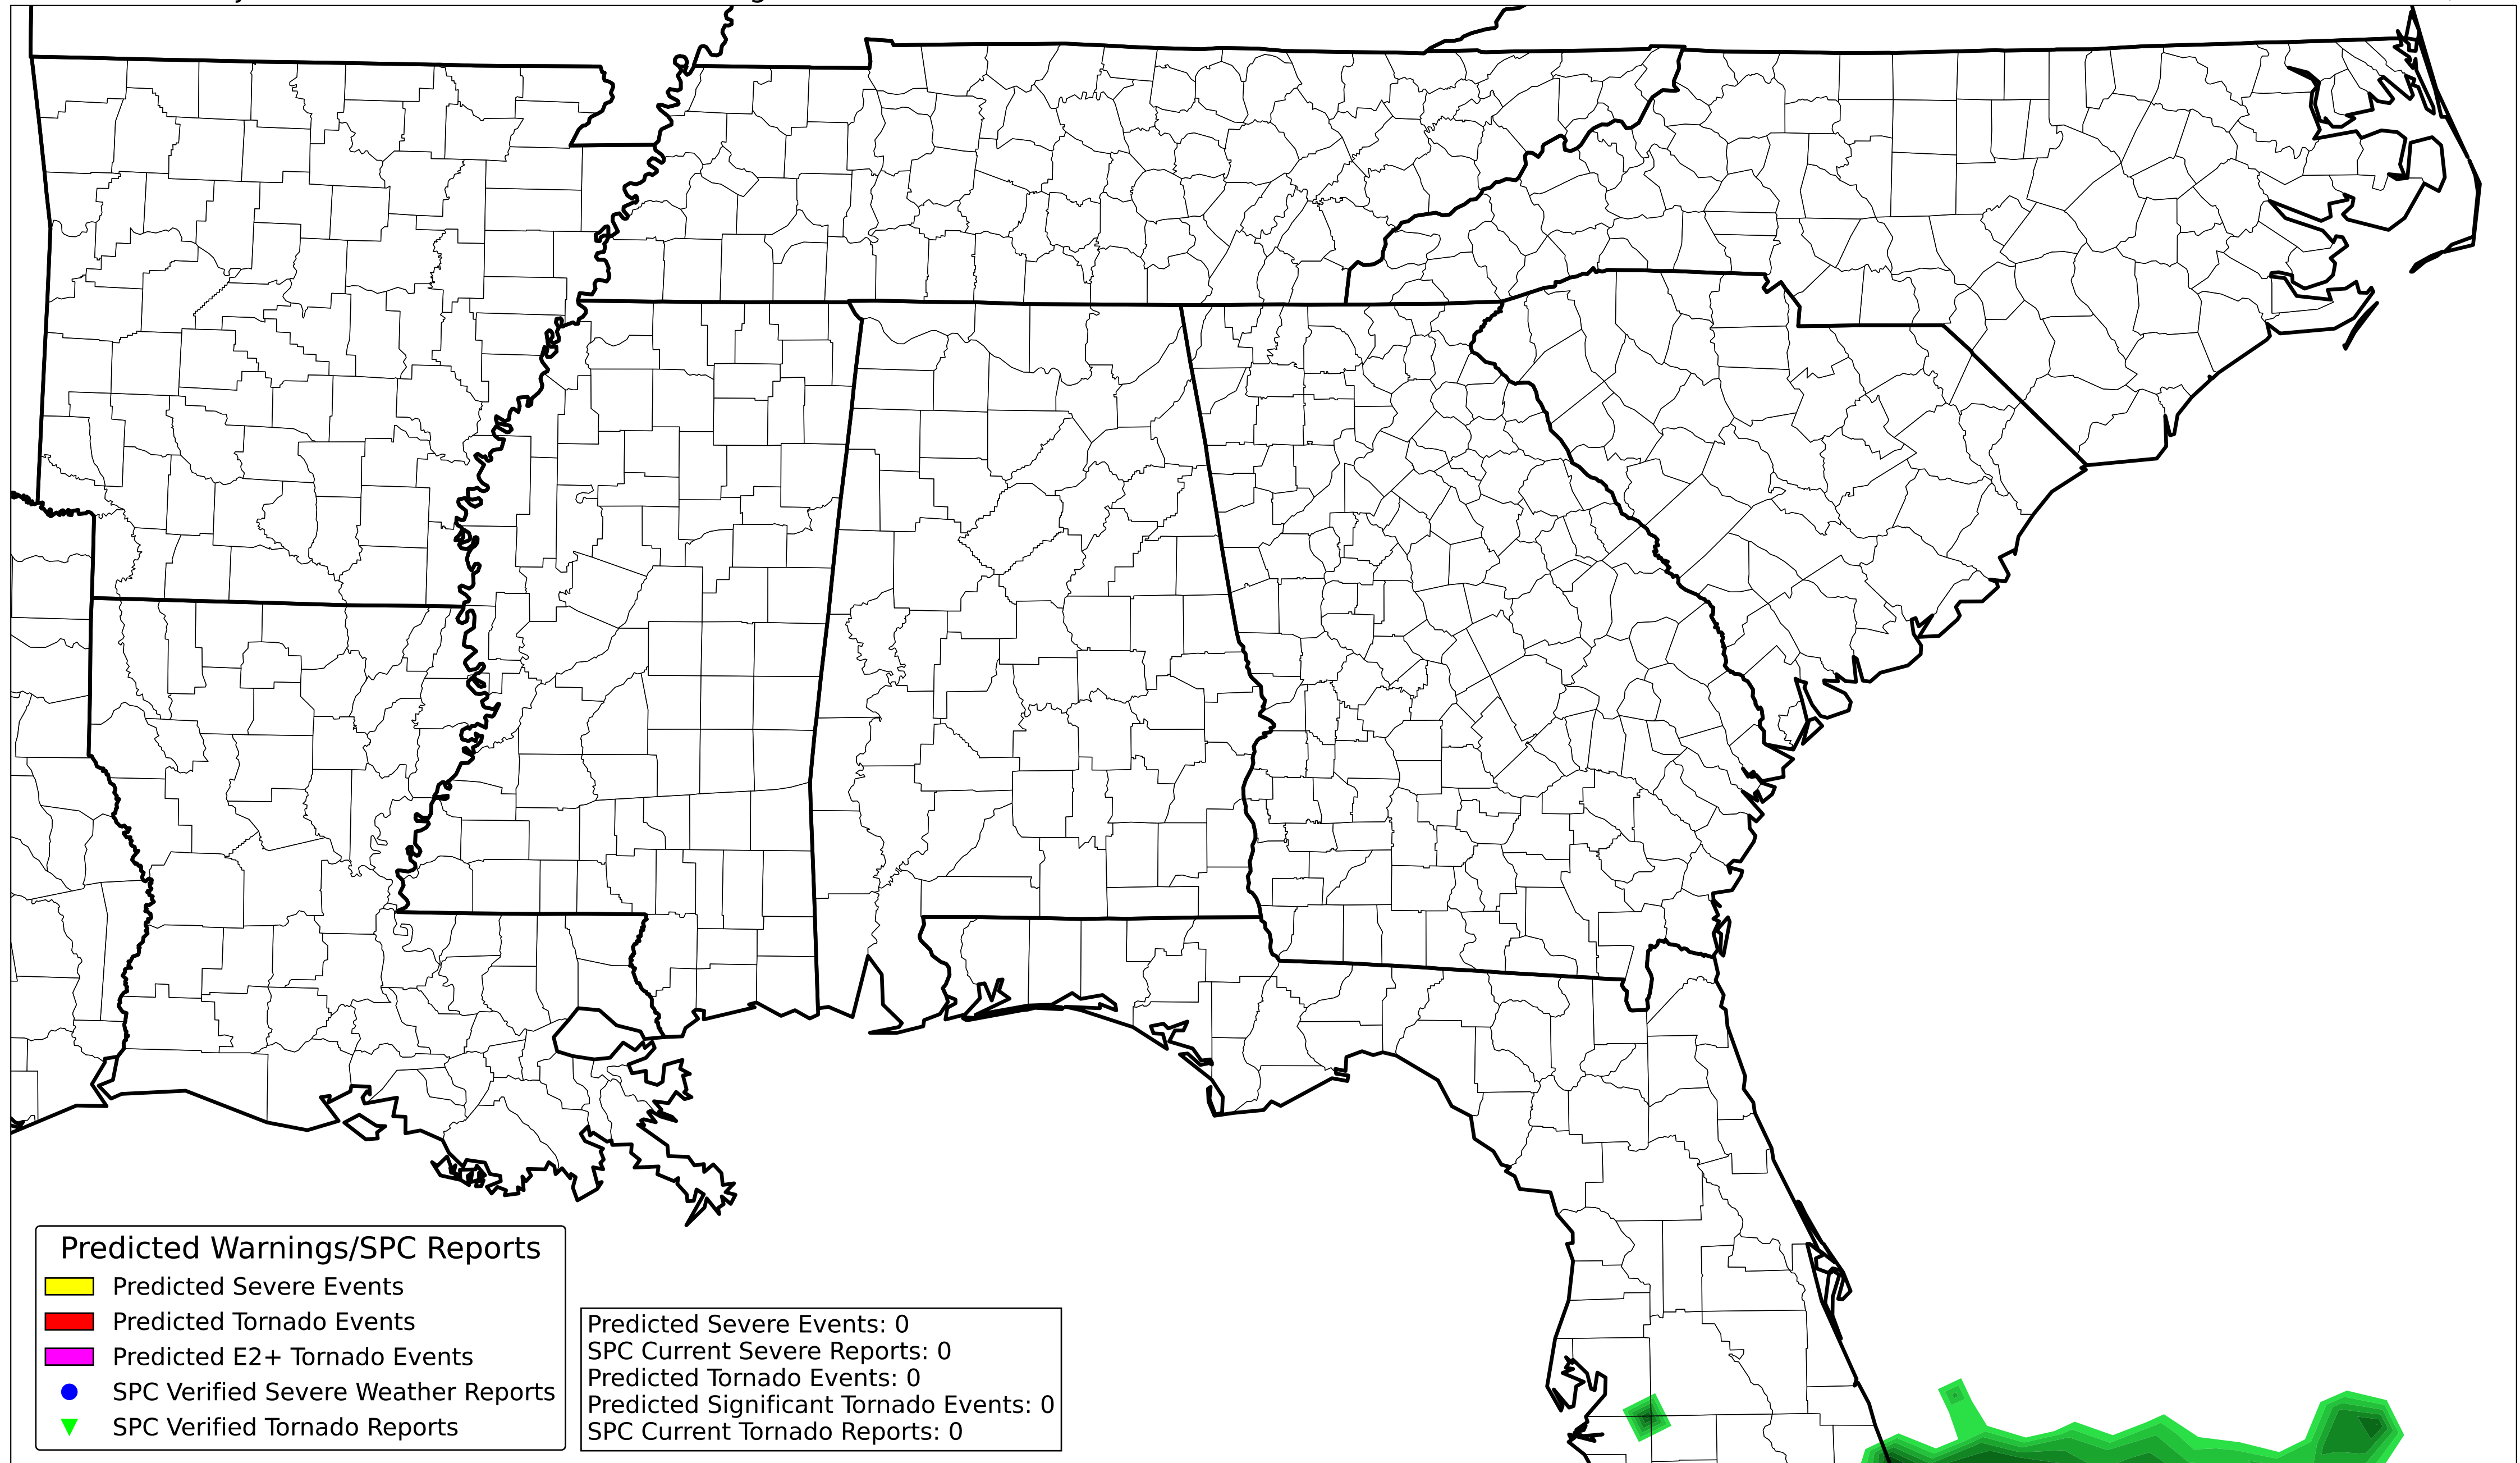 Predicted Warnings/SPC Reports
Predicted Severe Events
Predicted Tornado Events
Predicted E2+ Tornado Events
SPC Verified Severe Weather Reports
SPC Verified Tornado Reports
Predicted Severe Events: 0
SPC Current Severe Reports: 0
Predicted Tornado Events: 0
Predicted Significant Tornado Events: 0
SPC Current Tornado Reports: 0